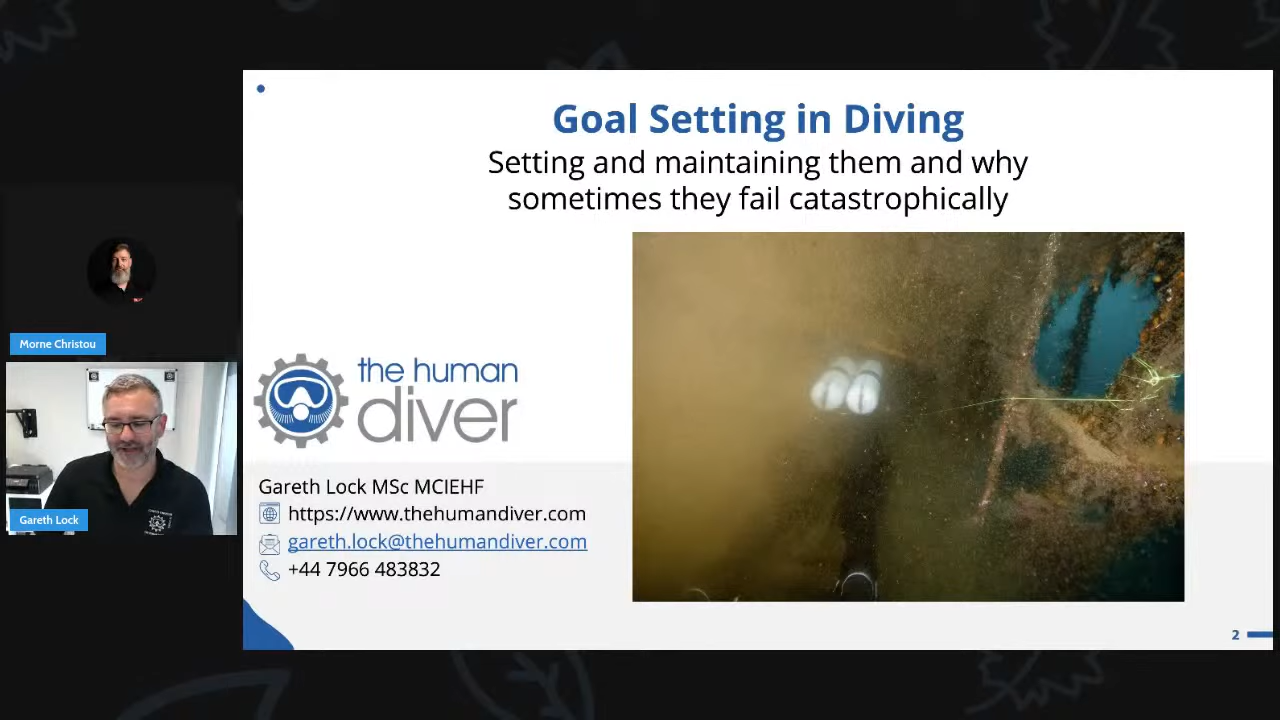 Goal Setting in Diving
Setting and maintaining them and why
sometimes they fail catastrophically
Morne Christou
Gareth Lock
the human
diver
Gareth Lock MSc MCIEHF
https://www.thehumandiver.com
gareth.lock@thehumandiver.com
+44 7966 483832
2